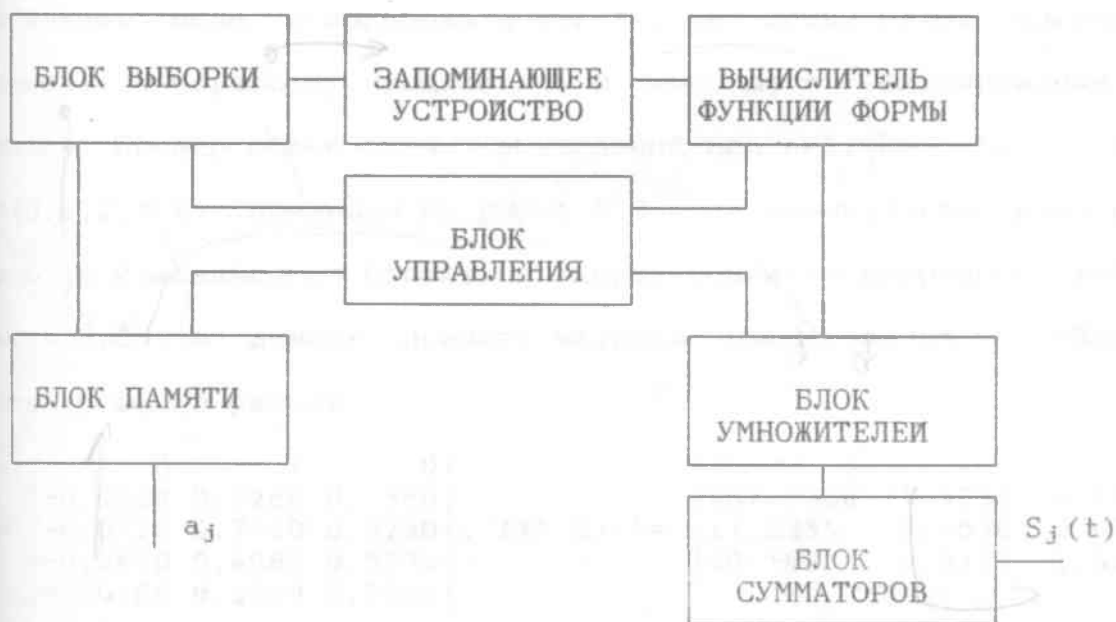 БЛОК ВЫБОРКИ
ЗАПОМИНАЮЩЕЕ
УСТРОЙСТВО
ВЫЧИСЛИТЕЛЬ
ФУНКЦИИ ФОРМЫ
БЛОК
УПРАВЛЕНИЯ
БЛОК ПАМЯТИ
БЛОК
УМНОЖИТЕЛЕЙ
a_j
БЛОК
СУММАТОРОВ
S_j(t)